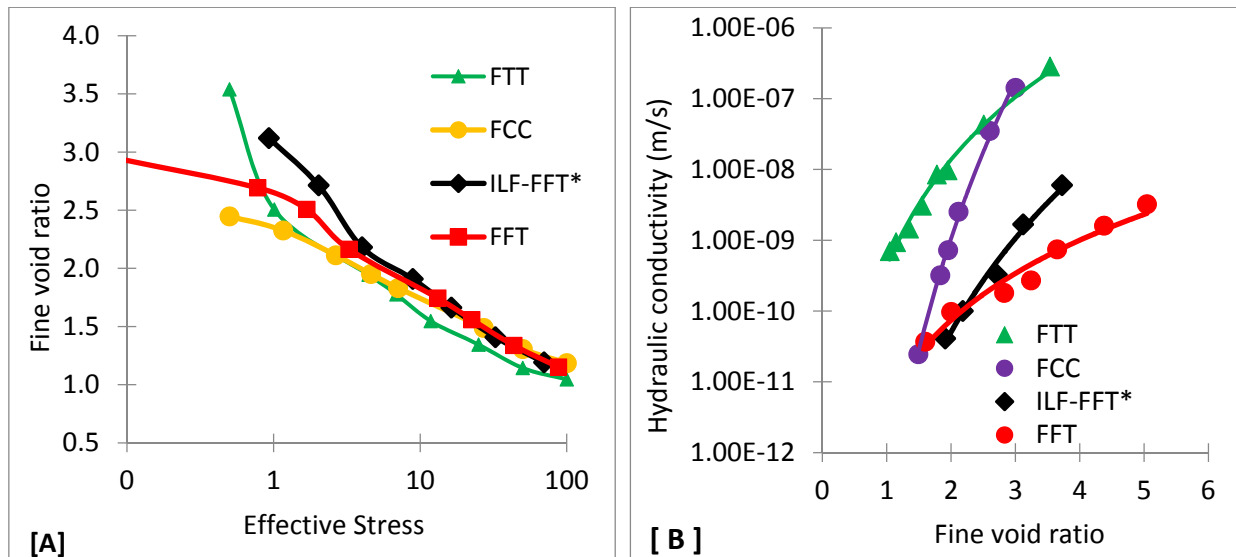 4.0
3.5
3.0
2.5
2.0
1.5
1.0
0.5
0
1
10
100
Fine void ratio
Effective Stress
FTT
FCC
ILF-FFT*
FFT
[A]
1.00E-06
1.00E-07
1.00E-08
1.00E-09
1.00E-10
1.00E-11
1.00E-12
0
1
2
3
4
5
6
Hydraulic conductivity (m/s)
Fine void ratio
FTT
FCC
ILF-FFT*
FFT
[ B ]